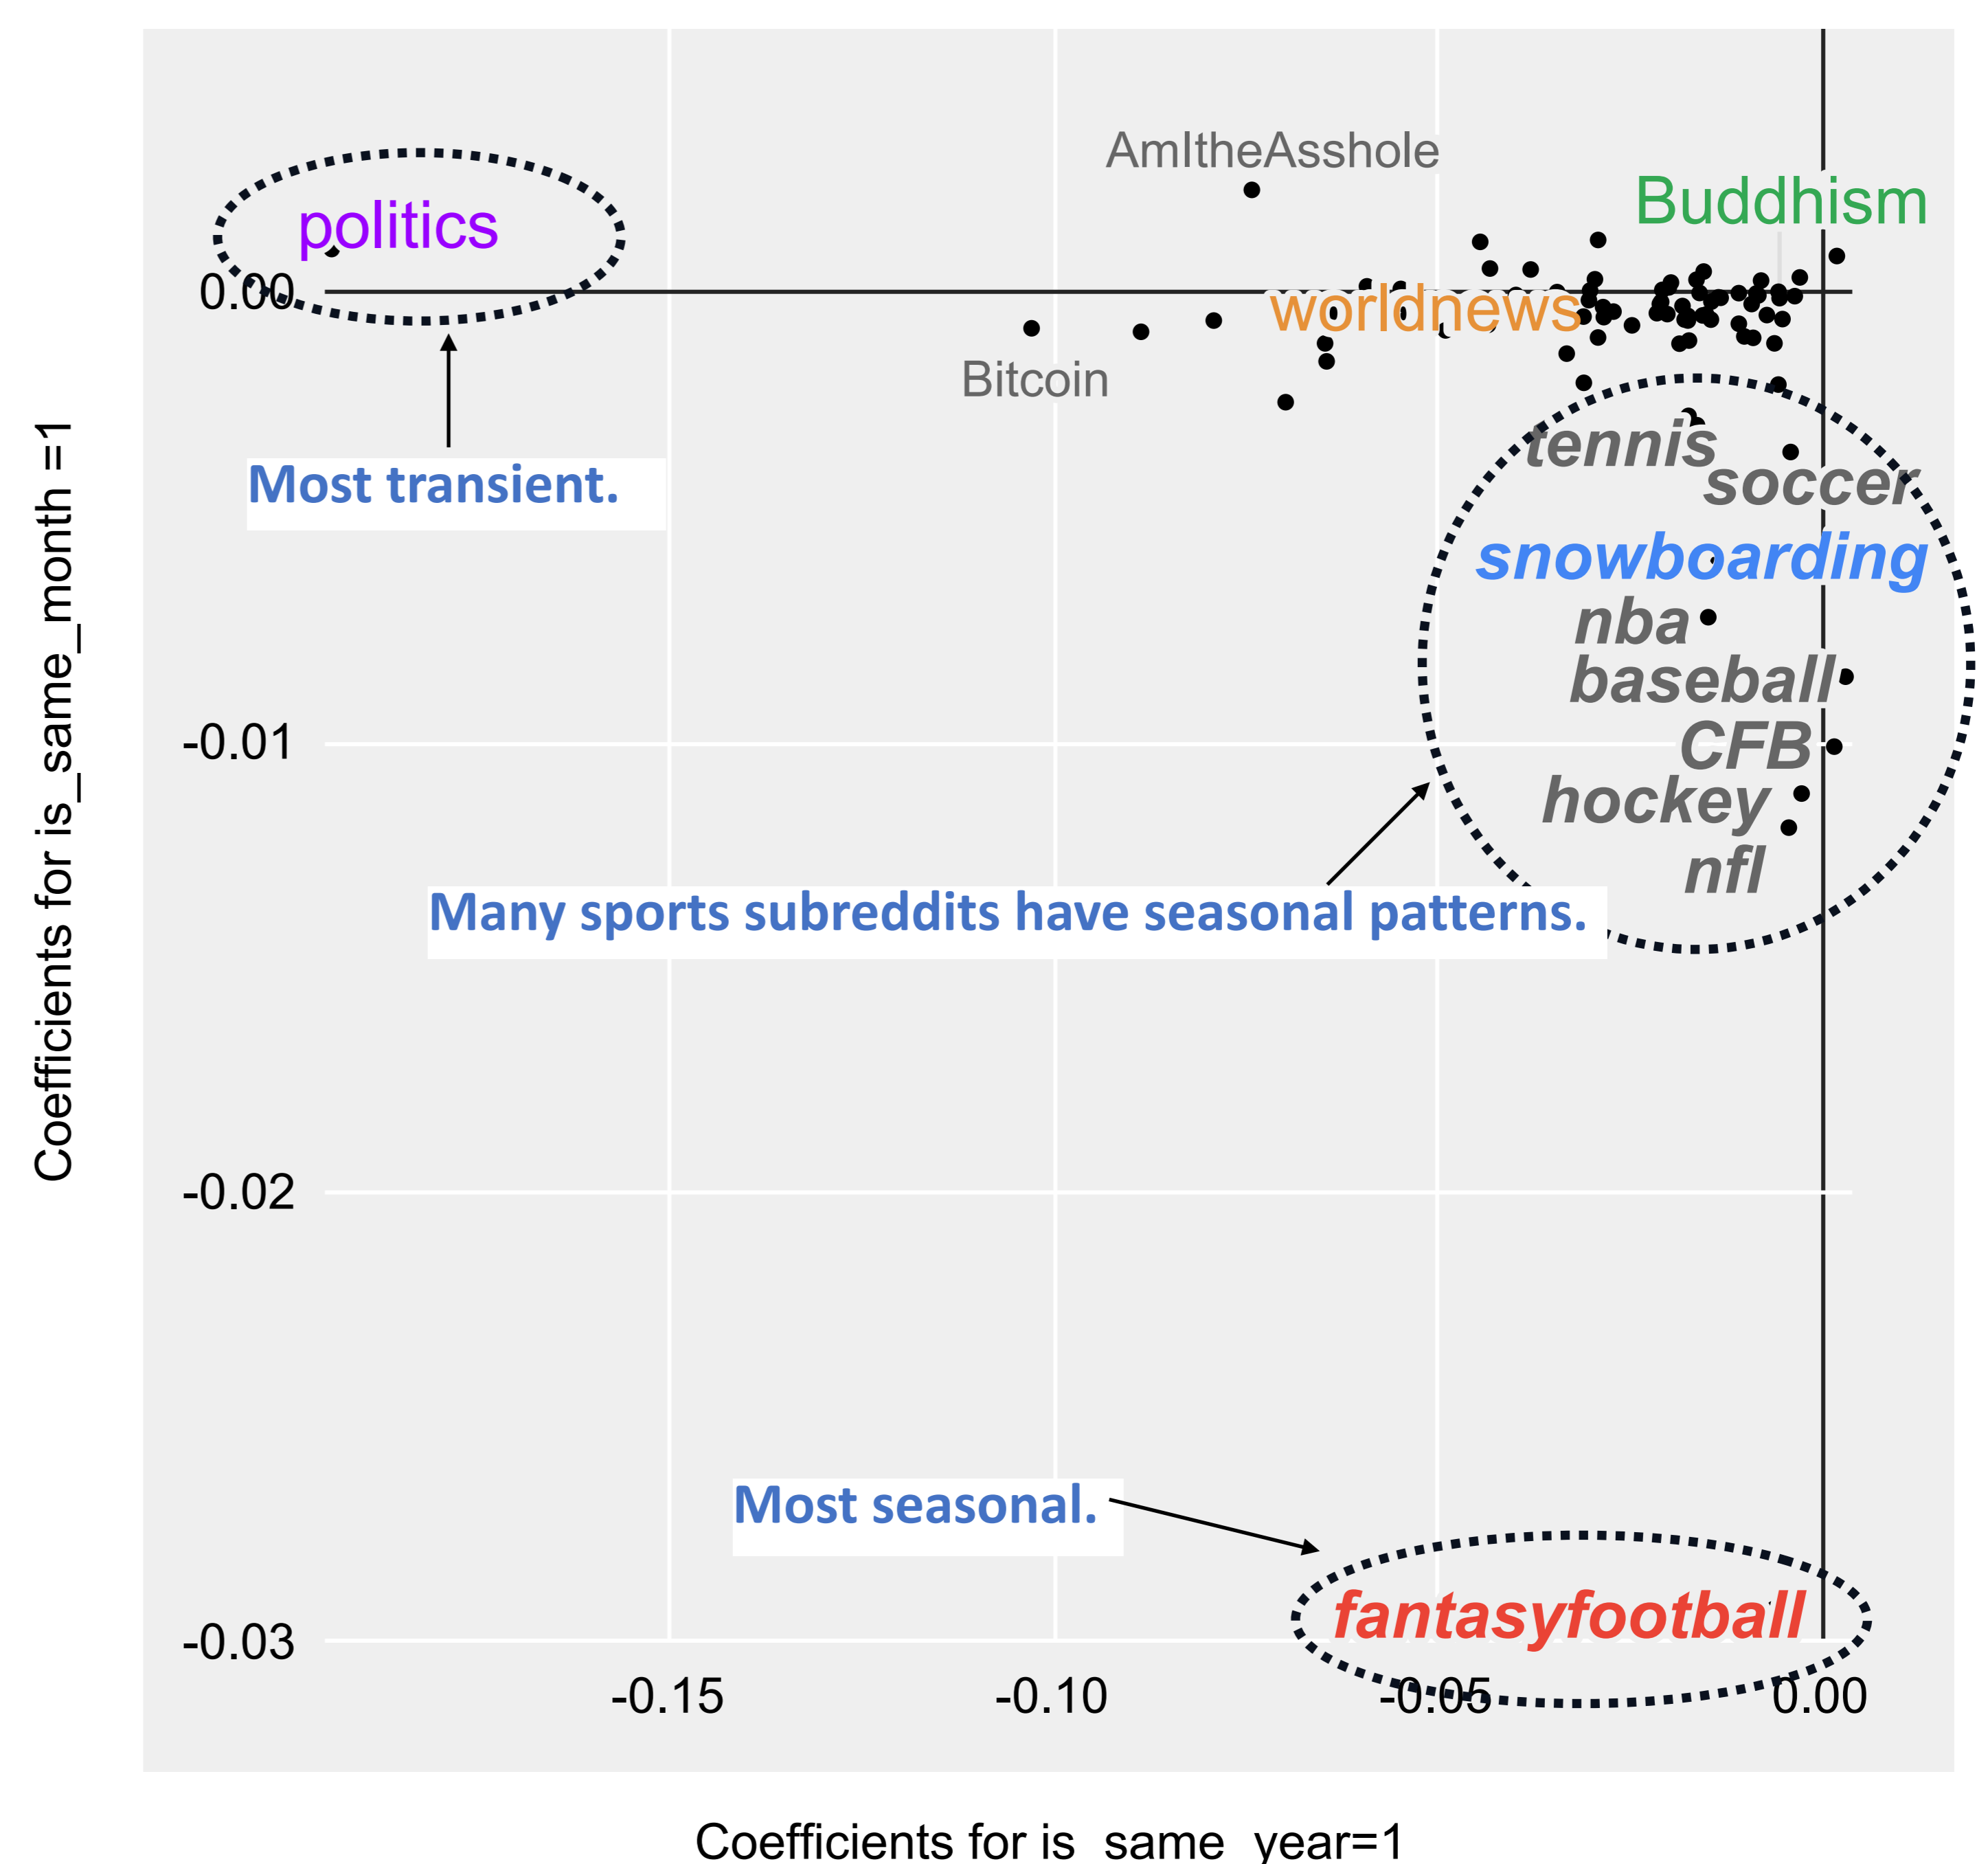 AmItheAsshole
Buddhism
politics
0.00
worldnews
Bitcoin
tennis
soccer
Most transient.
snowboarding
nba
baseball
-0.01
CFB
hockey
nfl
Many sports subreddits have seasonal patterns.
Coefficients for is_same_month =1
-0.02
Most seasonal.
fantasyfootball
-0.03
-0.15
-0.10
-0.05
0.00
Coefficients for is_same_year=1